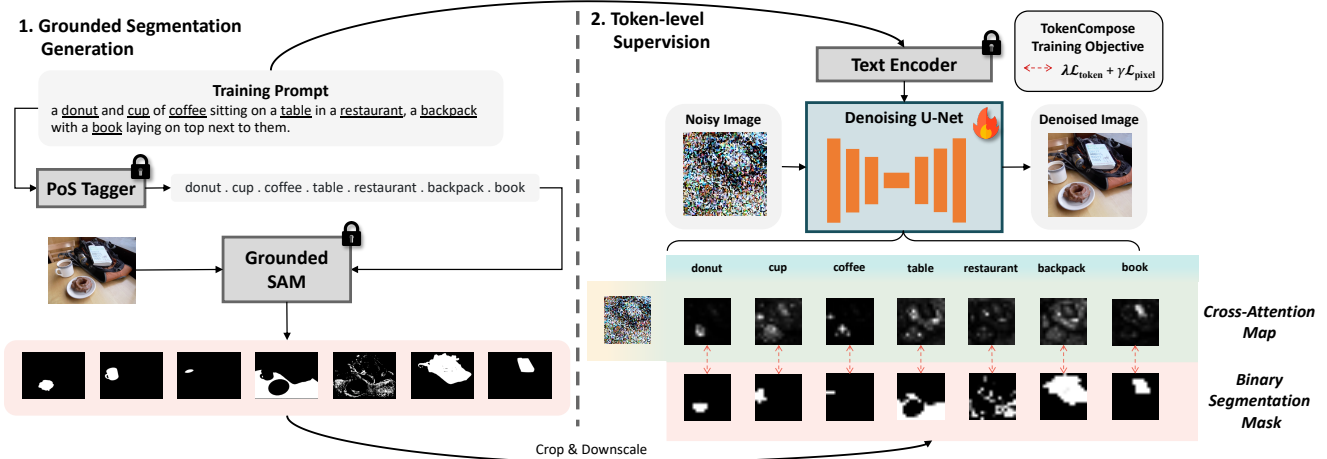 1. Grounded Segmentation
Generation
Training Prompt
a donut and cup of coffee sitting on a table in a restaurant, a backpack
with a book laying on top next to them.
PoS Tagger
donut . cup . coffee . table . restaurant . backpack . book
Grounded
SAM
2. Token-level
Supervision
Text Encoder
TokenCompose
Training Objective
λℒtoken + γℒpixel
Noisy Image
Denoising U-Net
Denoised Image
donut cup coffee table restaurant backpack book
Cross-Attention
Map
Binary
Segmentation
Mask
Crop & Downscale